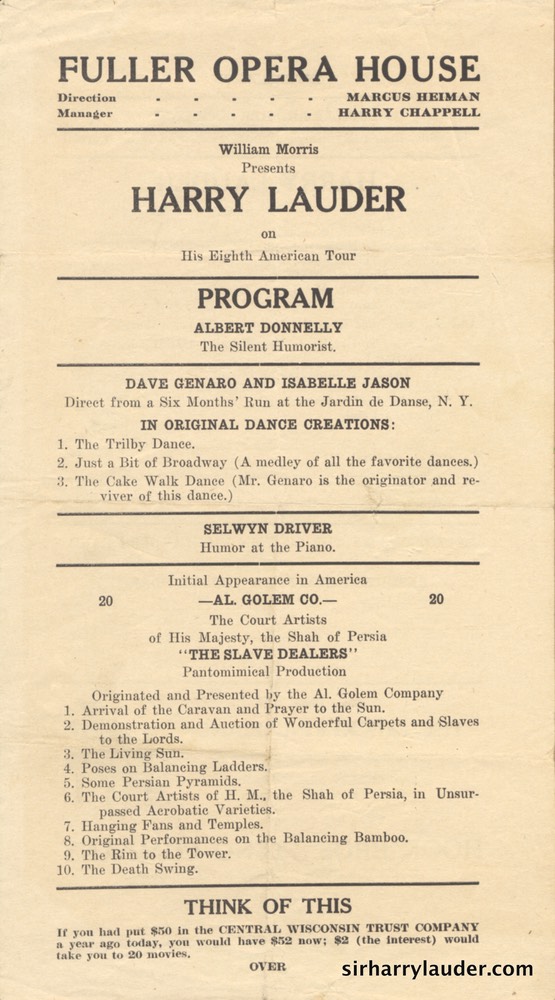 FULLER OPERA HOUSE
Direction - - - - - MARCUS HEIMAN
Manager - - - - - HARRY CHAPPELL
William Morris
Presents
HARRY LAUDER
on
His Eighth American Tour
PROGRAM
ALBERT DONNELLY
The Silent Humorist.
DAVE GENARO AND ISABELLE JASON
Direct from a Six Months' Run at the Jardin de Danse, N. Y.
IN ORIGINAL DANCE CREATIONS:
1. The Trilby Dance.
2. Just a Bit of Broadway (A medley of all the favorite dances.)
3. The Cake Walk Dance (Mr. Genaro is the originator and re-
viver of this dance.)
SELWYN DRIVER
Humor at the Piano.
Initial Appearance in America
20 —AL. GOLEM CO.— 20
The Court Artists
of His Majesty, the Shah of Persia
"THE SLAVE DEALERS"
Pantomimical Production
Originated and Presented by the Al. Golem Company
1. Arrival of the Caravan and Prayer to the Sun.
2. Demonstration and Auction of Wonderful Carpets and Slaves
to the Lords.
3. The Living Sun.
4. Poses on Balancing Ladders.
5. Some Persian Pyramids.
6. The Court Artists of H. M., the Shah of Persia, in Unsur-
passed Acrobatic Varieties.
7. Hanging Fans and Temples.
8. Original Performances on the Balancing Bamboo.
9. The Rim to the Tower.
10. The Death Swing.
THINK OF THIS
If you had put $50 in the CENTRAL WISCONSIN TRUST COMPANY
a year ago today, you would have $52 now; $2 (the interest) would
take you to 20 movies.
OVER
sirharrylauder.com